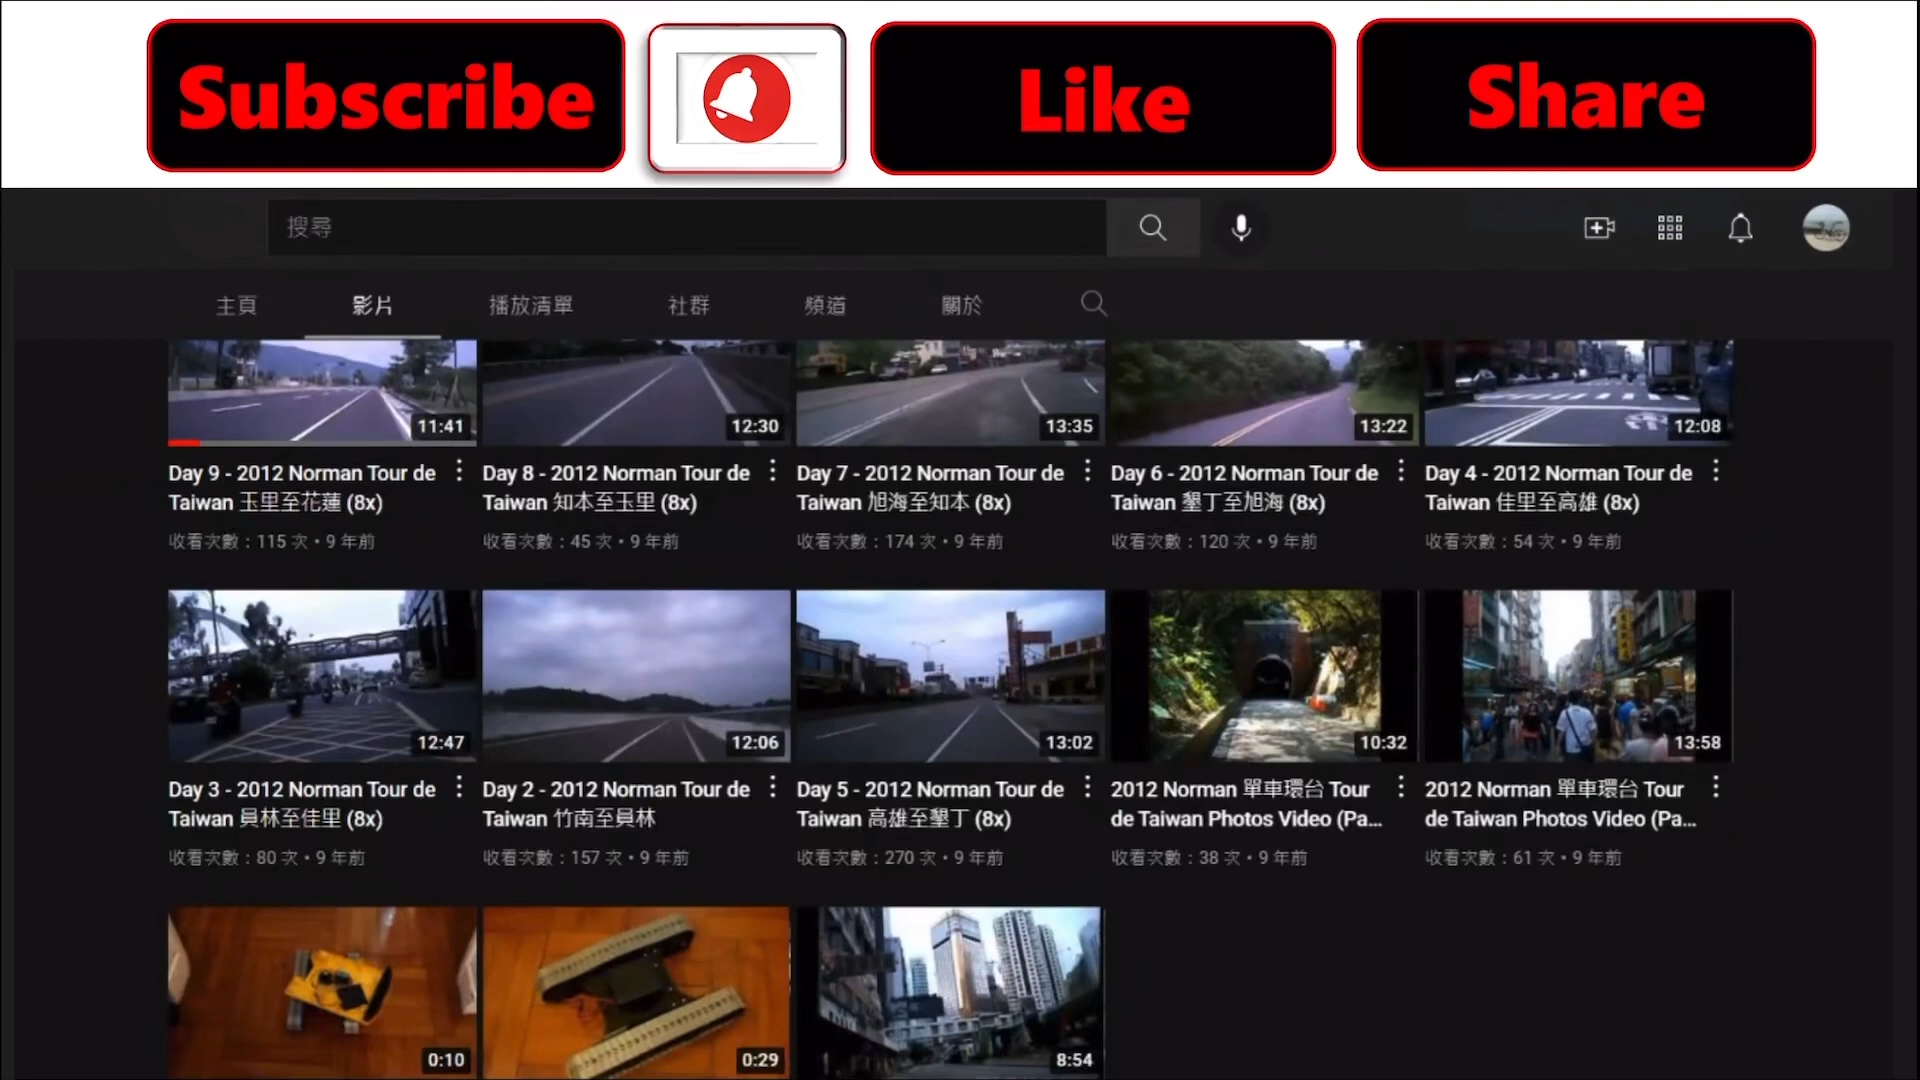 Subscribe
Like
Share
搜尋
主頁
影片
播放清單
社群
頻道
關於
11:41
12:30
13:35
13:22
12:08
Day 9 - 2012 Norman Tour de
Taiwan 玉里至花蓮 (8x)
收看次數：115 次 • 9 年前
Day 8 - 2012 Norman Tour de
Taiwan 知本至玉里 (8x)
收看次數：45 次 • 9 年前
Day 7 - 2012 Norman Tour de
Taiwan 旭海至知本 (8x)
收看次數：174 次 • 9 年前
Day 6 - 2012 Norman Tour de
Taiwan 墾丁至旭海 (8x)
收看次數：120 次 • 9 年前
Day 4 - 2012 Norman Tour de
Taiwan 佳里至高雄 (8x)
收看次數：54 次 • 9 年前
12:47
12:06
13:02
10:32
13:58
Day 3 - 2012 Norman Tour de
Taiwan 員林至佳里 (8x)
收看次數：80 次 • 9 年前
Day 2 - 2012 Norman Tour de
Taiwan 竹南至員林
收看次數：157 次 • 9 年前
Day 5 - 2012 Norman Tour de
Taiwan 高雄至墾丁 (8x)
收看次數：270 次 • 9 年前
2012 Norman 單車環台 Tour
de Taiwan Photos Video (Pa...
收看次數：38 次 • 9 年前
2012 Norman 單車環台 Tour
de Taiwan Photos Video (Pa...
收看次數：61 次 • 9 年前
0:10
0:29
8:54